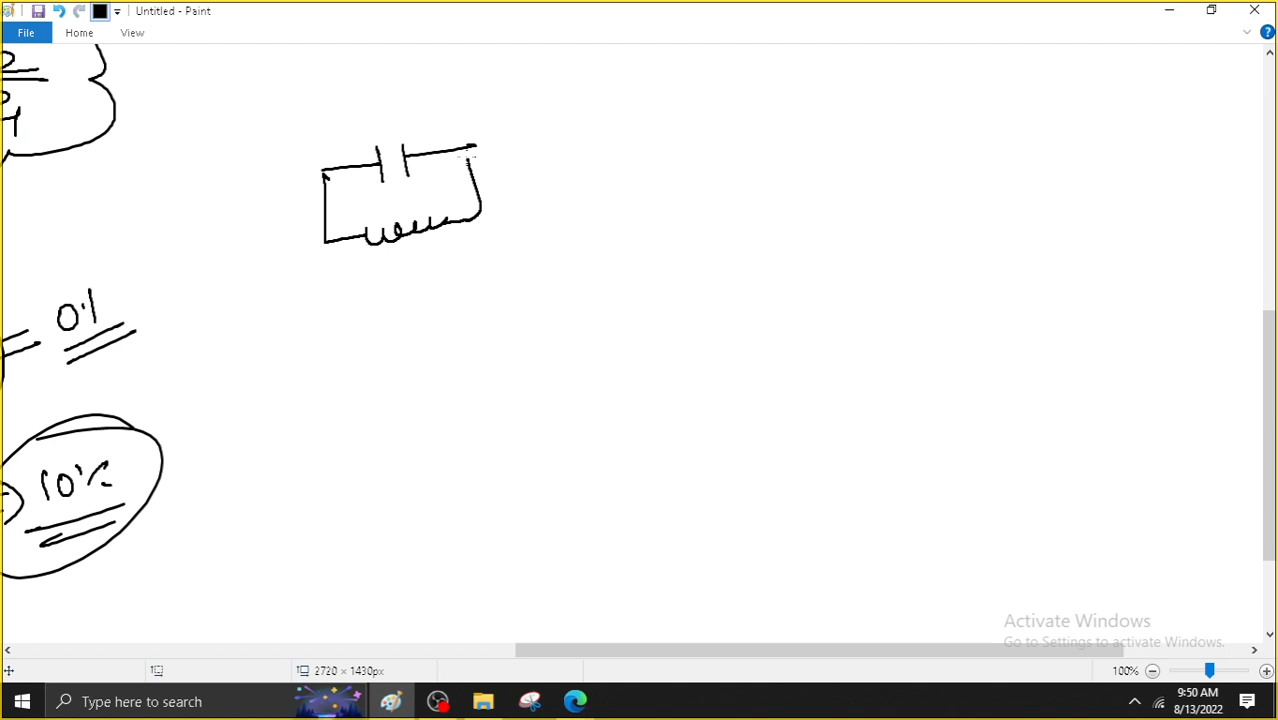 Untitled - Paint
File Home View
= 0.1
10%
Activate Windows
Go to Settings to activate Windows.
2720 × 1430px
100%
Type here to search
9:50 AM
8/13/2022